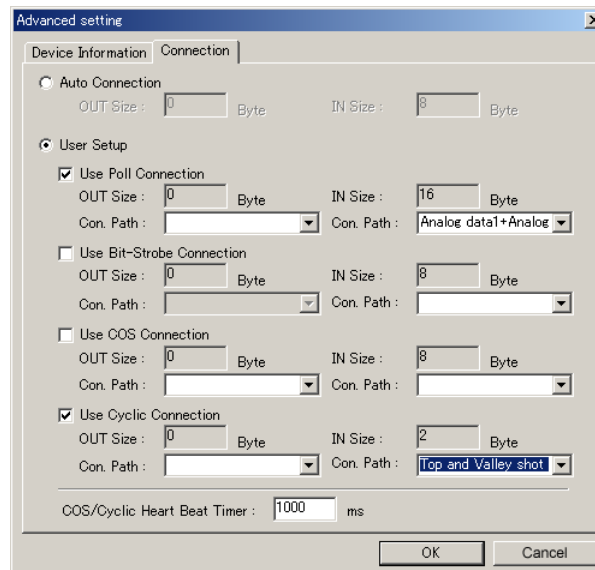 Advanced setting
Device Information Connection
Auto Connection
OUT Size : 0 Byte IN Size : 8 Byte
User Setup
Use Poll Connection
OUT Size : 0 Byte IN Size : 16 Byte
Con. Path : Con. Path : Analog data1+Analog
Use Bit-Strobe Connection
OUT Size : 0 Byte IN Size : 8 Byte
Con. Path : Con. Path :
Use COS Connection
OUT Size : 0 Byte IN Size : 8 Byte
Con. Path : Con. Path :
Use Cyclic Connection
OUT Size : 0 Byte IN Size : 2 Byte
Con. Path : Con. Path : Top and Valley shot
COS/Cyclic Heart Beat Timer : 1000 ms
OK Cancel